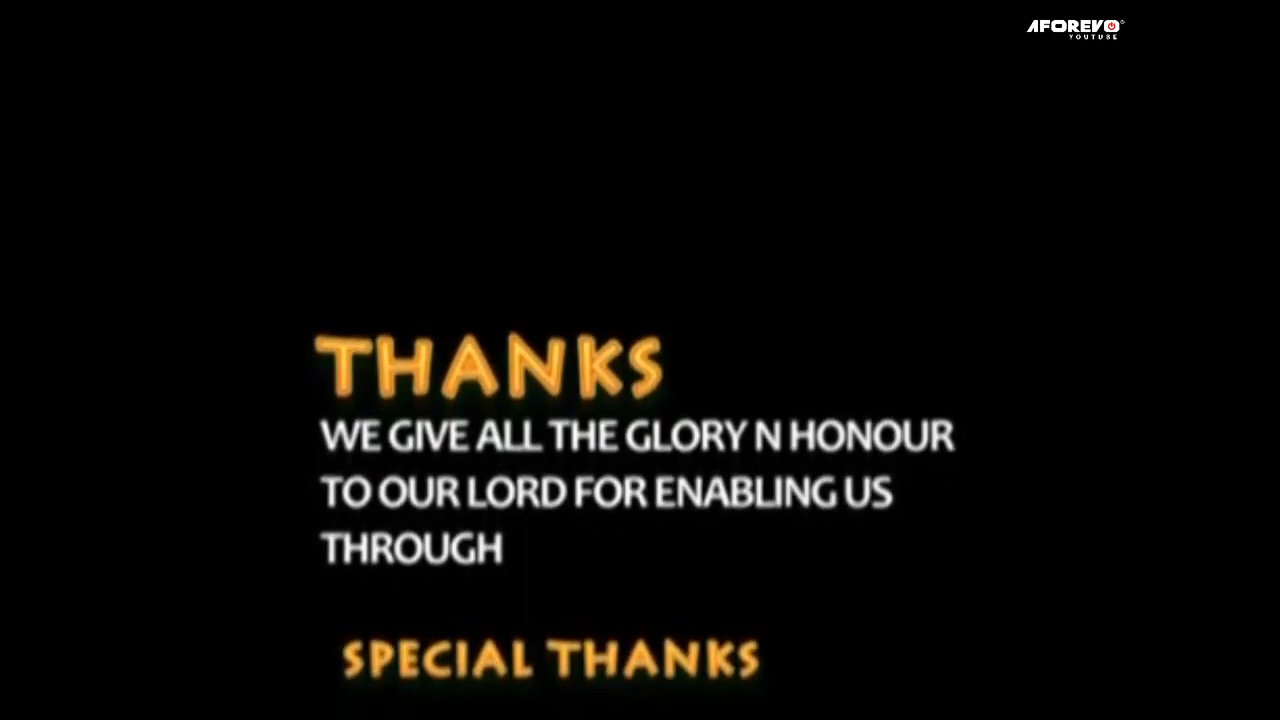 AFOREVO
YOUTUBE
THANKS
WE GIVE ALL THE GLORY N HONOUR
TO OUR LORD FOR ENABLING US
THROUGH
SPECIAL THANKS